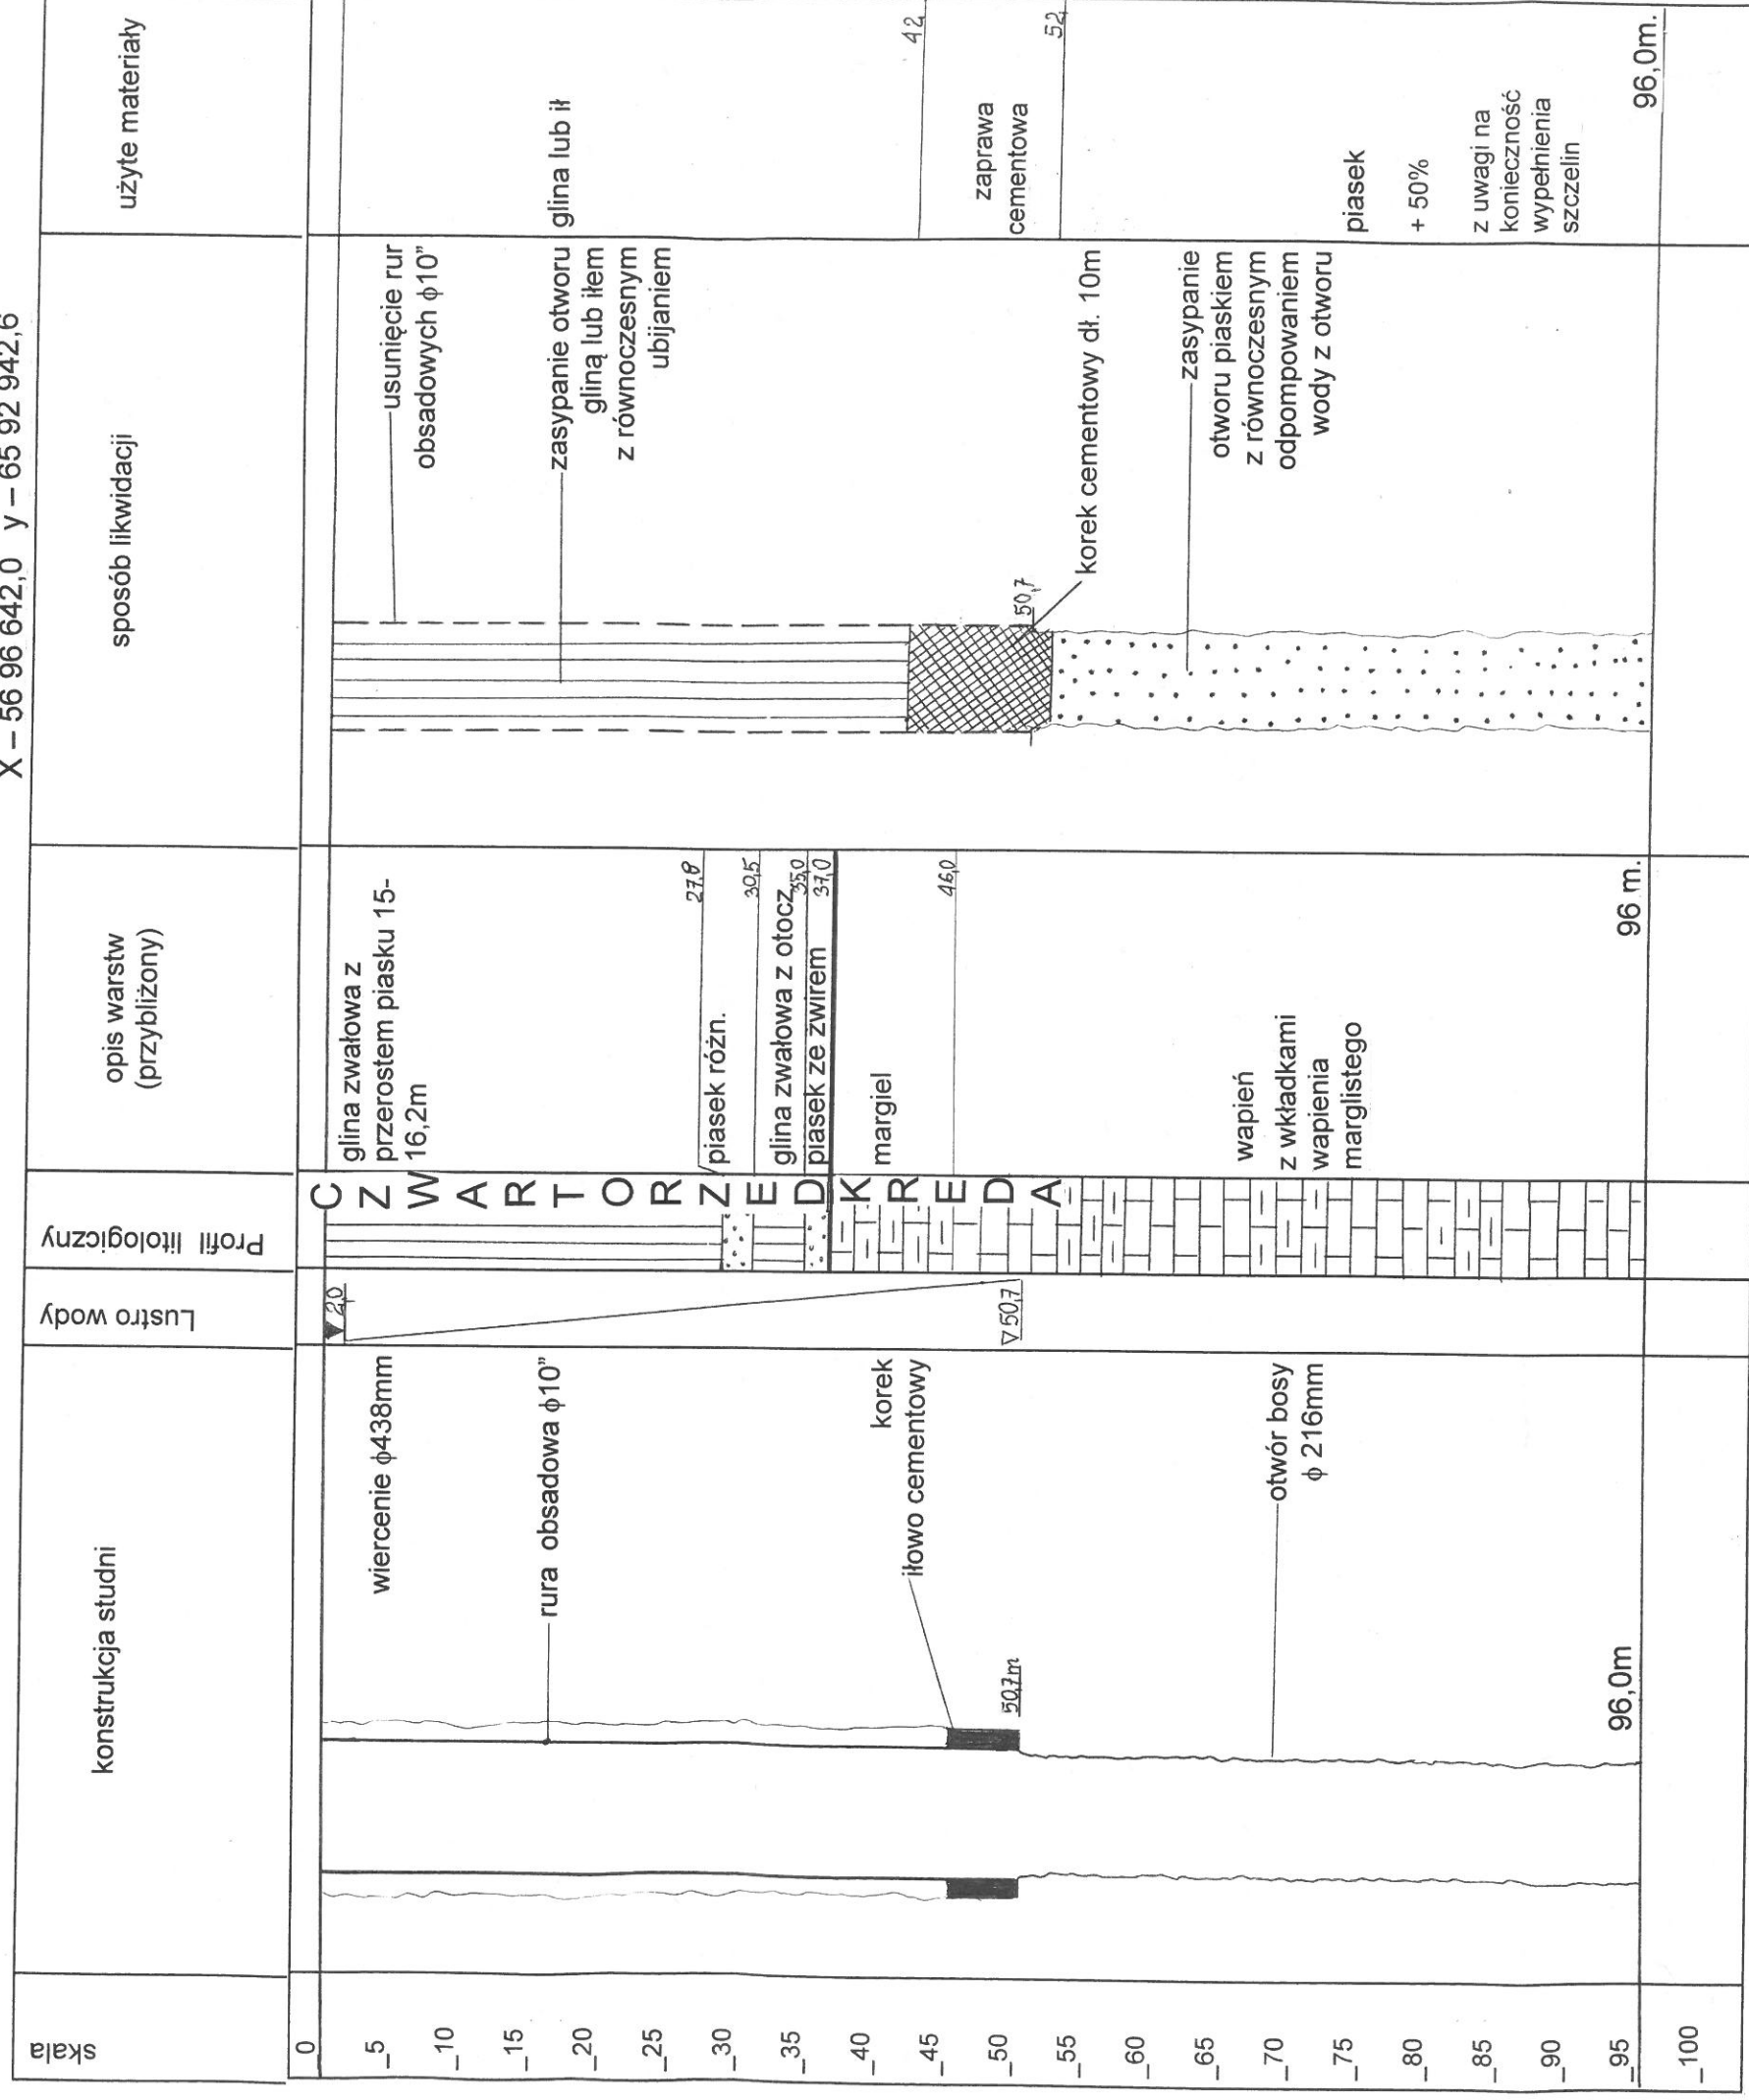 X – 56 96 642,0 y – 65 92 942,6
skala
konstrukcja studni
Lustro wody
Profil litologiczny
opis warstw
(przybliżony)
sposób likwidacji
użyte materiały
0
5
10
15
20
25
30
35
40
45
50
55
60
65
70
75
80
85
90
95
100
wiercenie ϕ438mm
rura obsadowa ϕ10"
korek
iłowo cementowy
50,7m
otwór bosy
ϕ 216mm
96,0m
2,0
50,7
CZWARTORZĘD
KREDA
glina zwałowa z
przerostem piasku 15-
16,2m
27,8
piasek różn.
30,5
glina zwałowa z otocz.
35,0
piasek ze zwirem
37,0
margiel
46,0
wapień
z wkładkami
wapienia
marglistego
96 m.
usunięcie rur
obsadowych ϕ10"
zasypanie otworu
gliną lub iłem
z równoczesnym
ubijaniem
50,7
korek cementowy dł. 10m
zasypanie
otworu piaskiem
z równoczesnym
odpompowaniem
wody z otworu
glina lub ił
42
zaprawa
cementowa
52
piasek
+ 50%
z uwagi na
konieczność
wypełnienia
szczelin
96,0m.